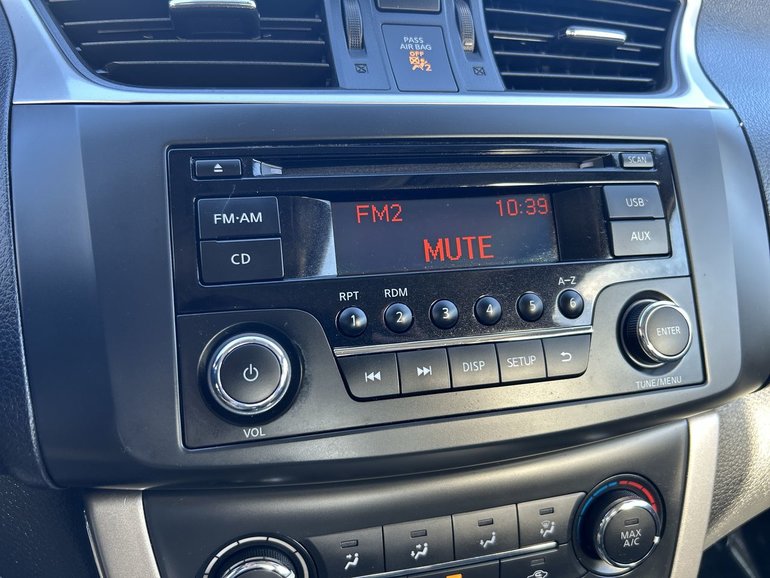 PASS
AIR BAG
OFF
2
SCAN
FM·AM
FM2 10:39
USB
CD
MUTE
AUX
RPT RDM A–Z
1 2 3 4 5 6
ENTER
DISP SETUP
VOL
TUNE/MENU
MAX
A/C